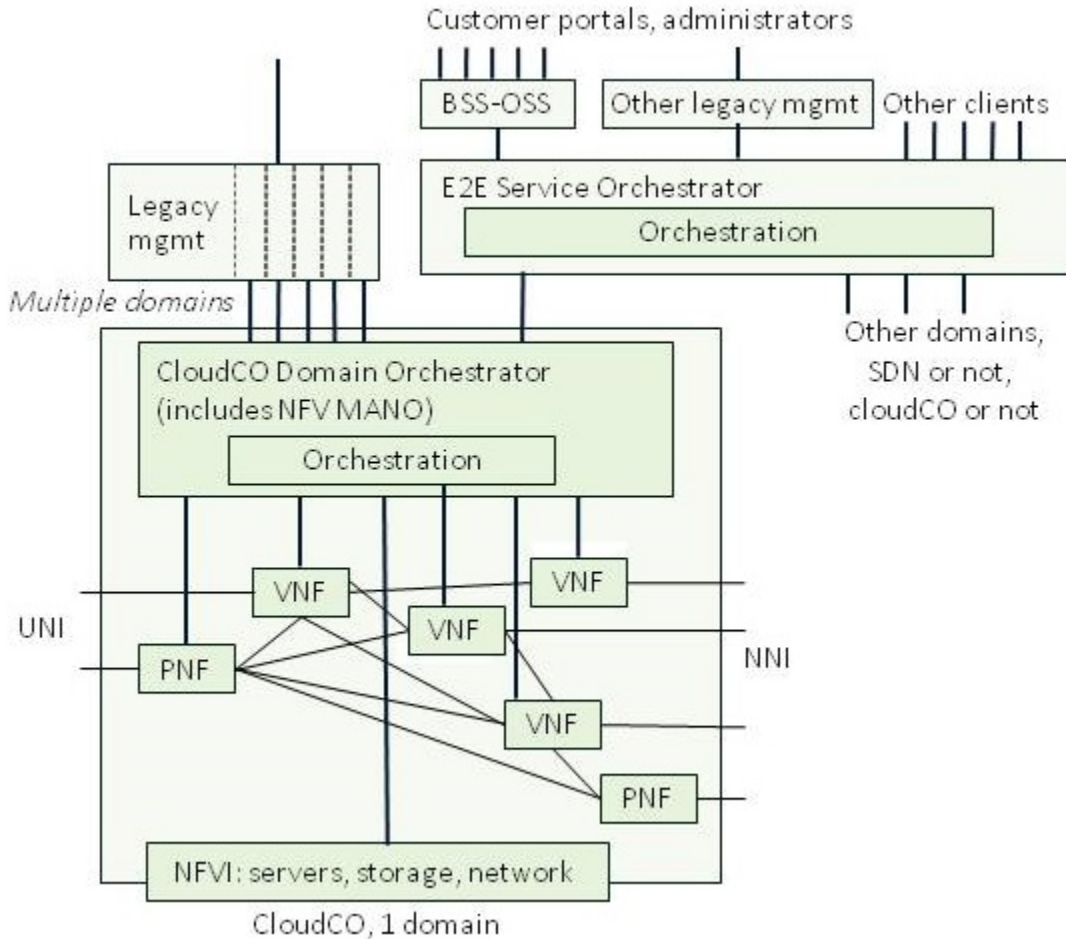 Customer portals, administrators
BSS-OSS
Other legacy mgmt
Other clients
Legacy
mgmt
E2E Service Orchestrator
Orchestration
Multiple domains
Other domains,
SDN or not,
cloudCO or not
CloudCO Domain Orchestrator
(includes NFV MANO)
Orchestration
VNF
VNF
UNI
VNF
PNF
NNI
VNF
PNF
NFVI: servers, storage, network
CloudCO, 1 domain